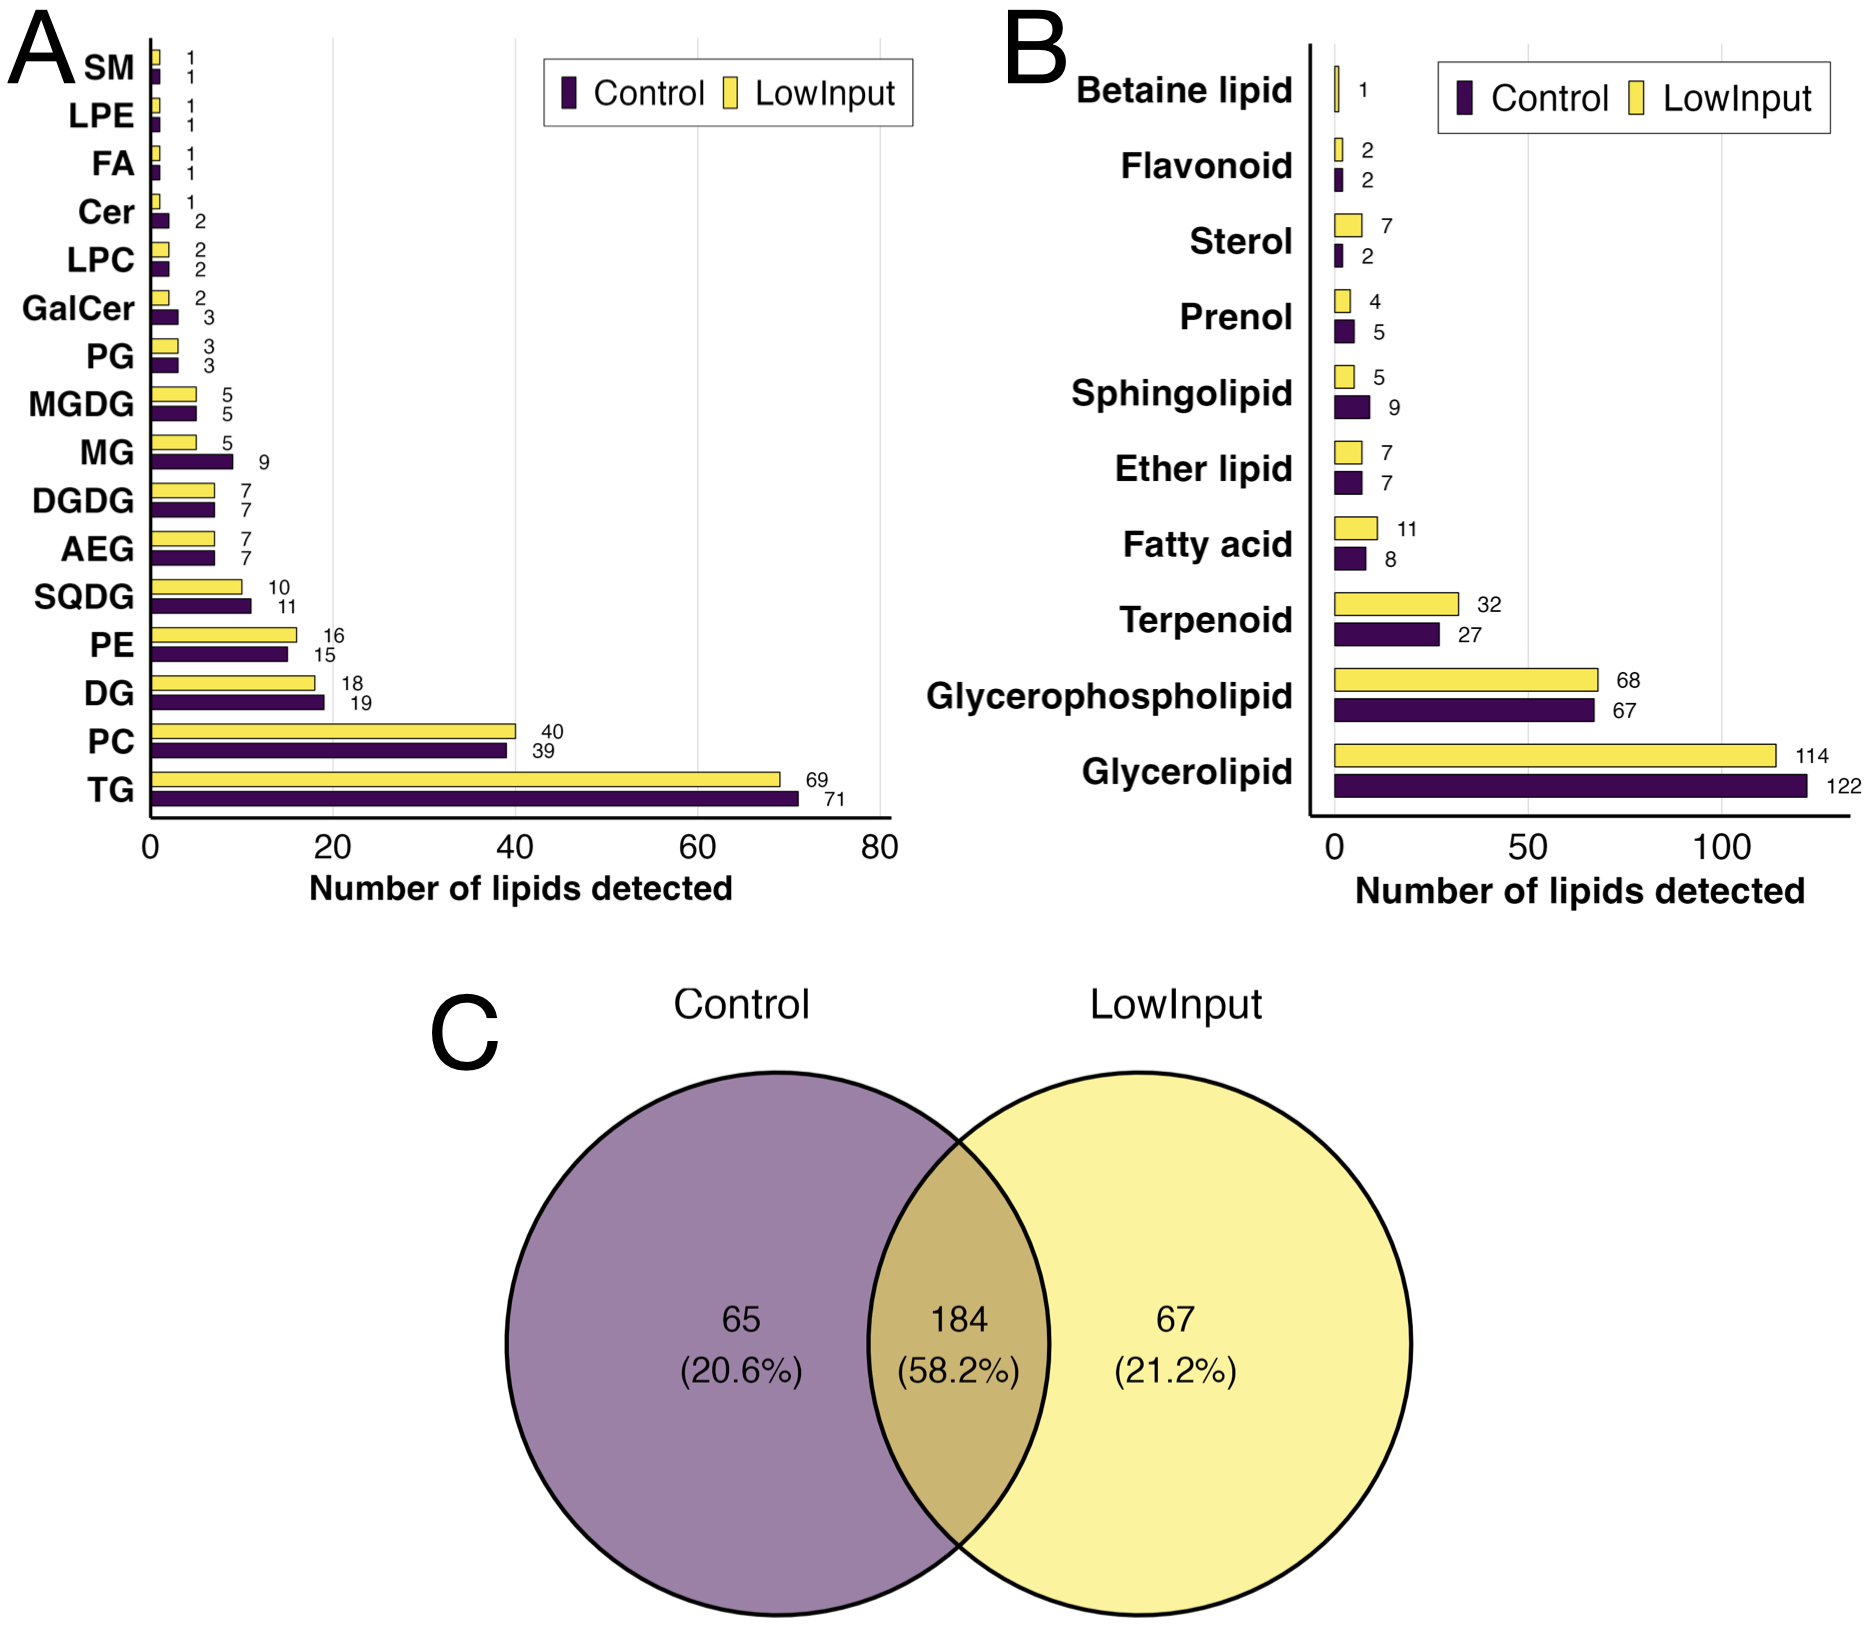 A
Control LowInput
SM 1
1
LPE 1
1
FA 1
1
Cer 1
2
LPC 2
2
GalCer 2
3
PG 3
3
MGDG 5
5
MG 5
9
DGDG 7
7
AEG 7
7
SQDG 10
11
PE 16
15
DG 18
19
PC 40
39
TG 69
71
0 20 40 60 80
Number of lipids detected
B
Control LowInput
Betaine lipid 1
Flavonoid 2
2
Sterol 7
2
Prenol 4
5
Sphingolipid 5
9
Ether lipid 7
7
Fatty acid 11
8
Terpenoid 32
27
Glycerophospholipid 68
67
Glycerolipid 114
122
0 50 100
Number of lipids detected
C
Control LowInput
65 184 67
(20.6%) (58.2%) (21.2%)